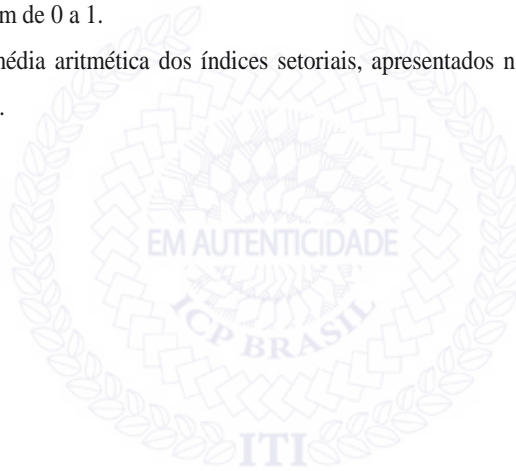 m de 0 a 1.
média aritmética dos índices setoriais, apresentados n
.
EM AUTENTICIDADE
ICP BRASIL
ITI